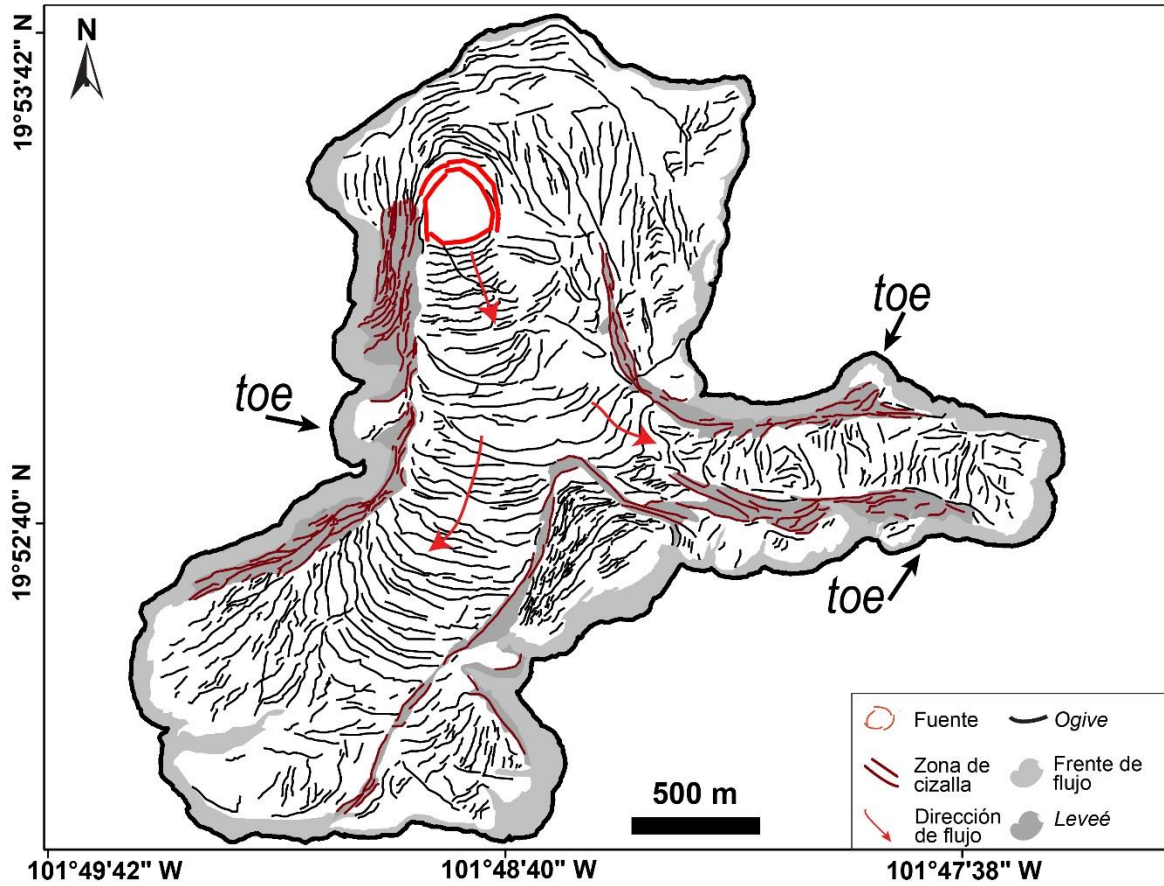 N
19°53'42" N
19°52'40" N
toe
toe
toe
Fuente
Ogive
Zona de
cizalla
Frente de
flujo
Dirección
de flujo
Leveé
500 m
101°49'42" W
101°48'40" W
101°47'38" W